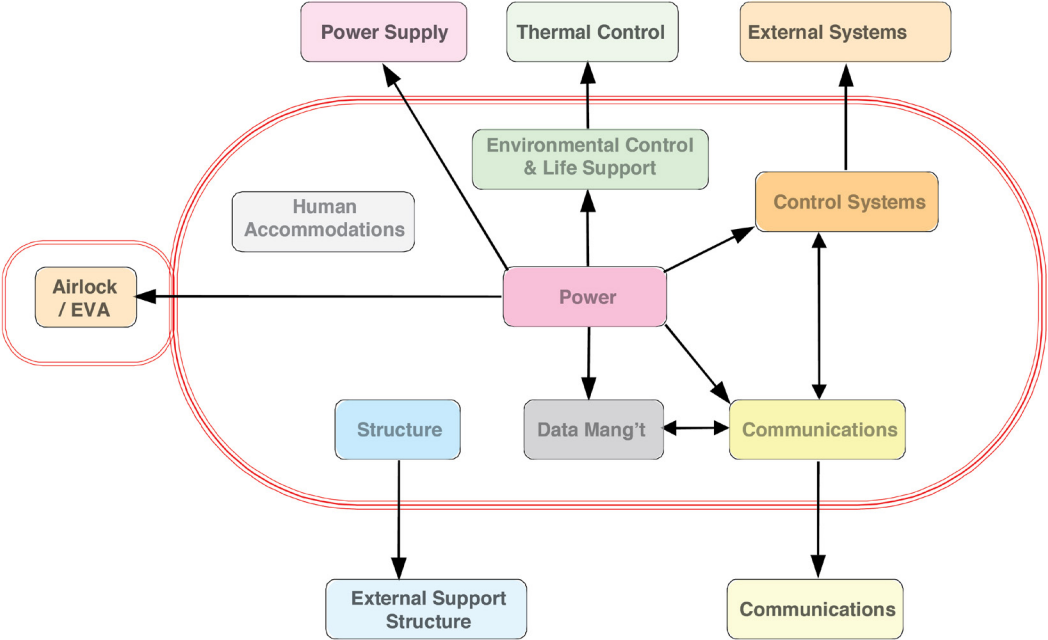 Power Supply
Thermal Control
External Systems
Environmental Control
& Life Support
Control Systems
Human
Accommodations
Airlock
/ EVA
Power
Structure
Data Mang't
Communications
External Support
Structure
Communications